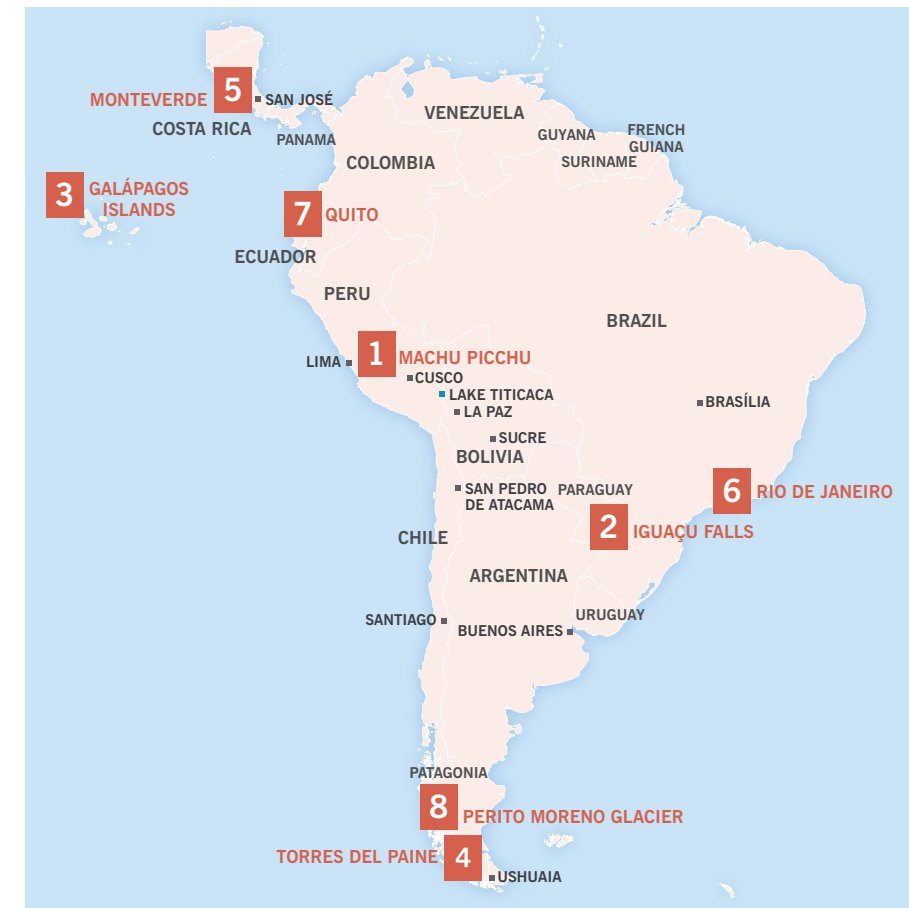 5
MONTEVERDE
SAN JOSÉ
COSTA RICA
PANAMA
VENEZUELA
GUYANA
FRENCH
GUIANA
SURINAME
COLOMBIA
3
GALÁPAGOS
ISLANDS
7
QUITO
ECUADOR
PERU
BRAZIL
LIMA
1
MACHU PICCHU
CUSCO
LAKE TITICACA
LA PAZ
BRASÍLIA
SUCRE
BOLIVIA
SAN PEDRO
DE ATACAMA
PARAGUAY
6
RIO DE JANEIRO
2
IGUAÇU FALLS
CHILE
ARGENTINA
SANTIAGO
URUGUAY
BUENOS AIRES
PATAGONIA
8
PERITO MORENO GLACIER
TORRES DEL PAINE
4
USHUAIA